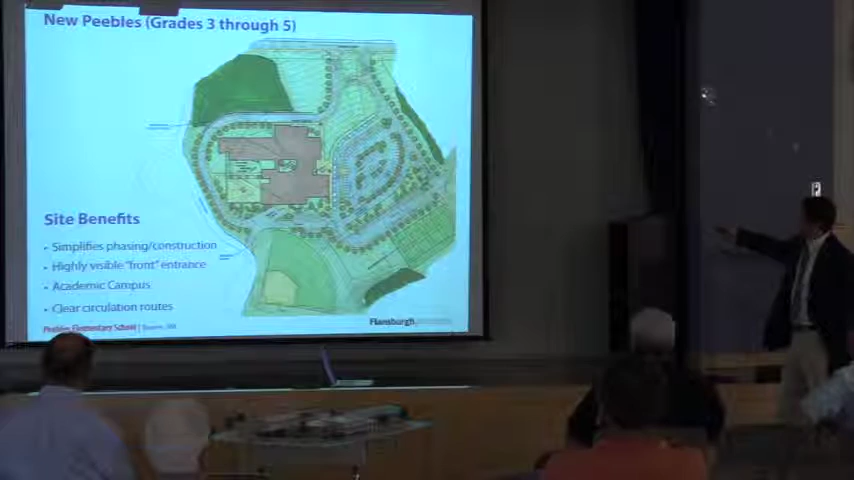 New Peebles (Grades 3 through 5)
Site Benefits
• Simplifies phasing/construction
• Highly visible "front" entrance
• Academic Campus
• Clear circulation routes
Peebles Elementary School
Flansburgh